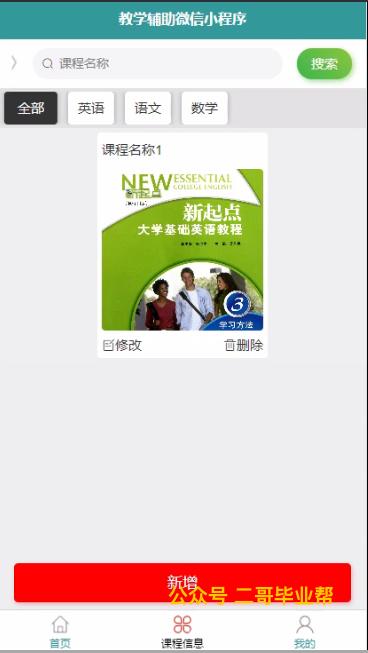 教学辅助微信小程序
课程名称
搜索
全部
英语
语文
数学
课程名称1
NEW ESSENTIAL
COLLEGE ENGLISH
新起点
大学基础英语教程
3
学习方法
修改
删除
新增
公众号 二哥毕业帮
首页
课程信息
我的